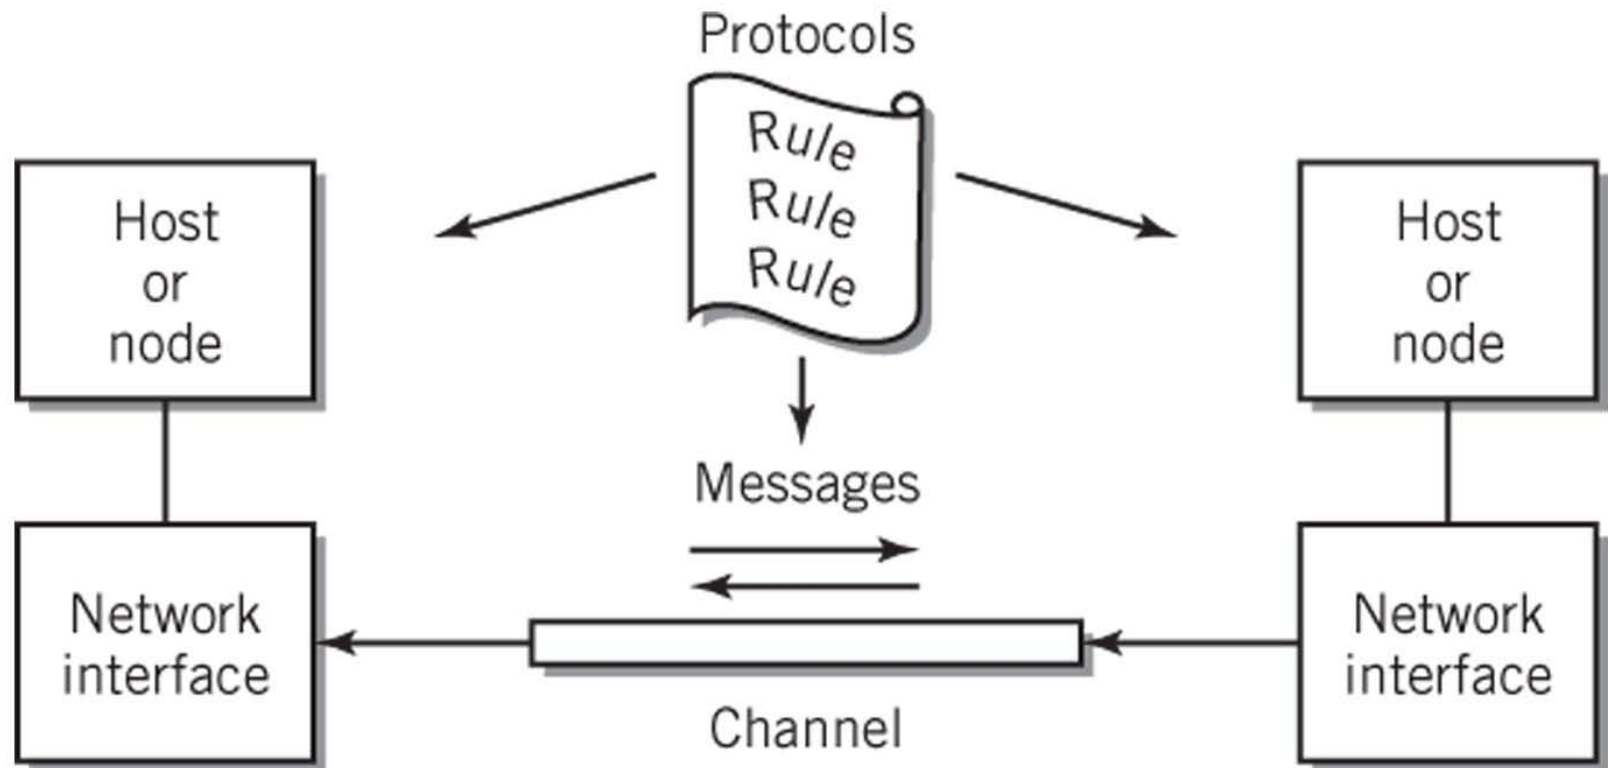 Protocols
Rule
Rule
Rule
Host
or
node
Host
or
node
Messages
Network
interface
Network
interface
Channel